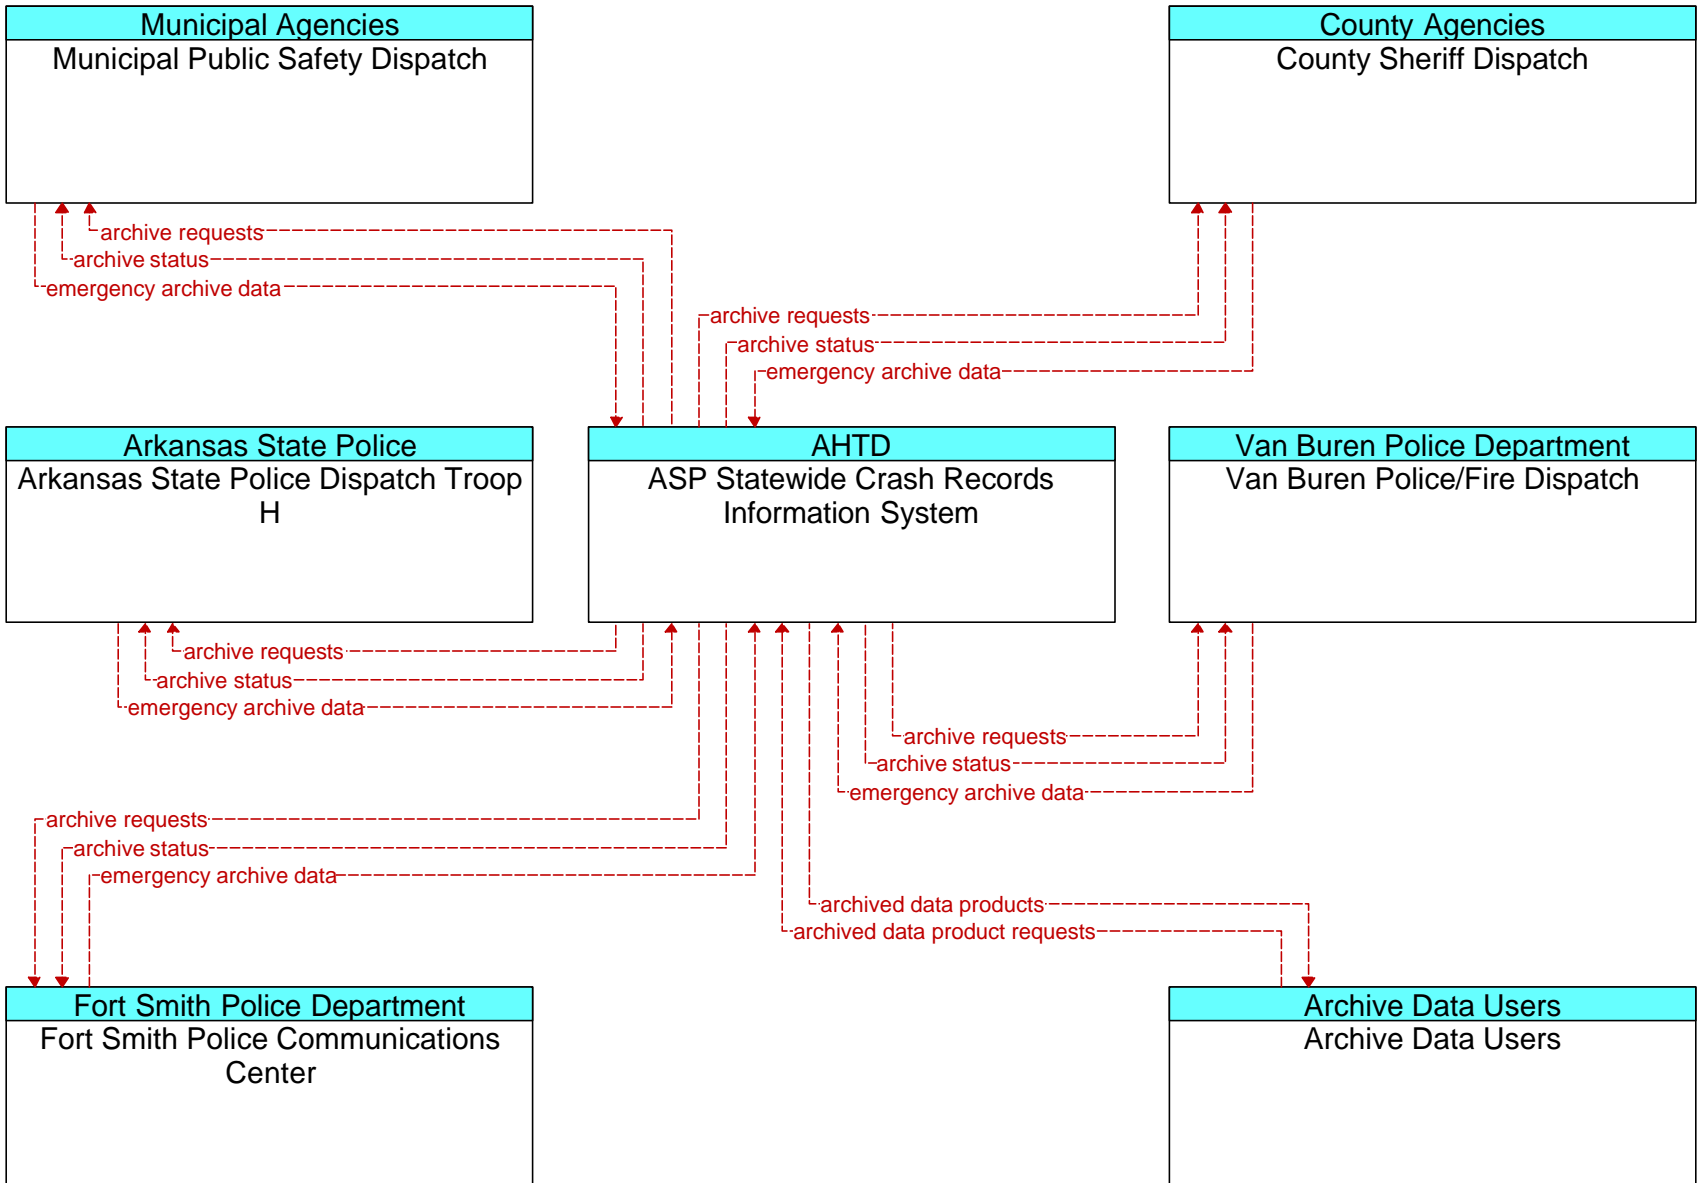 Municipal Agencies
Municipal Public Safety Dispatch
County Agencies
County Sheriff Dispatch
archive requests
archive status
emergency archive data
archive requests
archive status
emergency archive data
Arkansas State Police
Arkansas State Police Dispatch Troop
H
AHTD
ASP Statewide Crash Records
Information System
Van Buren Police Department
Van Buren Police/Fire Dispatch
archive requests
archive status
emergency archive data
archive requests
archive status
emergency archive data
archive requests
archive status
emergency archive data
archived data products
archived data product requests
Fort Smith Police Department
Fort Smith Police Communications
Center
Archive Data Users
Archive Data Users